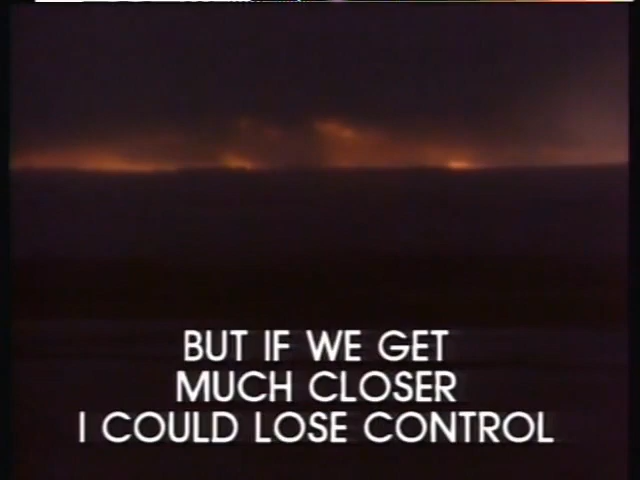 BUT IF WE GET
MUCH CLOSER
I COULD LOSE CONTROL